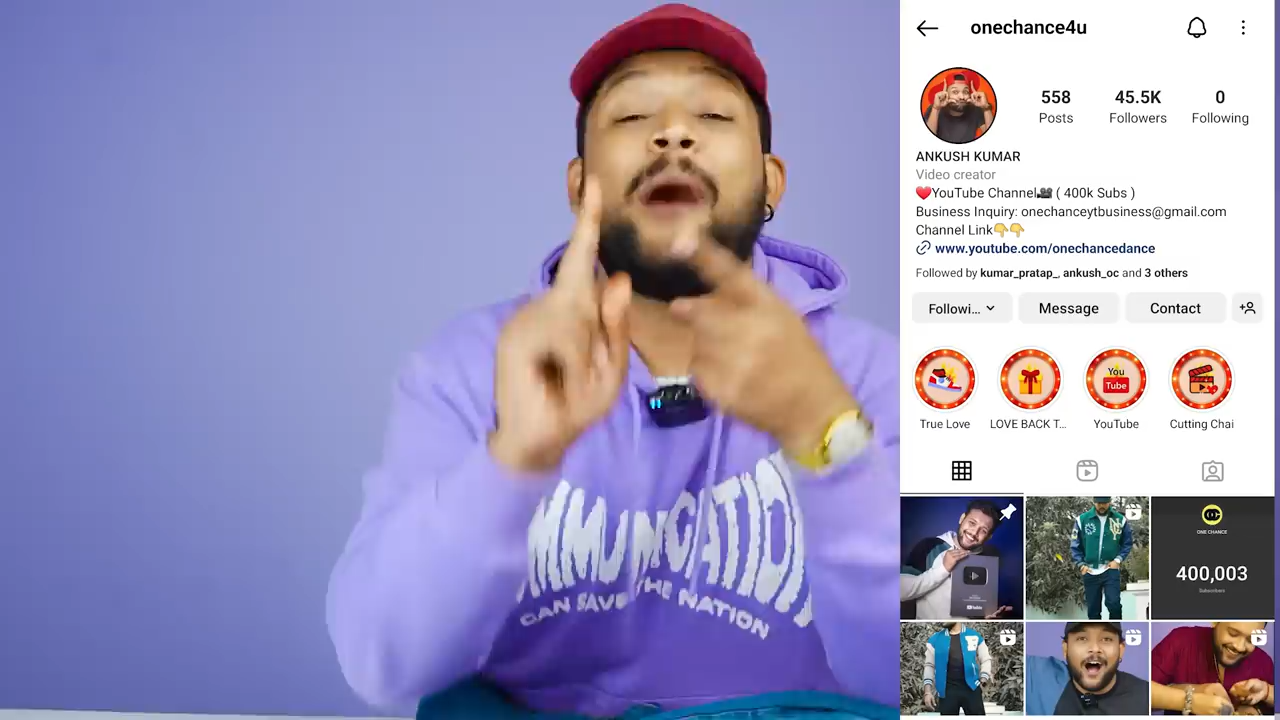 onechance4u
558
45.5K
0
Posts
Followers
Following
ANKUSH KUMAR
Video creator
❤️YouTube Channel🎥 ( 400k Subs )
Business Inquiry: onechanceytbusiness@gmail.com
Channel Link👇👇
www.youtube.com/onechancedance
Followed by kumar_pratap_, ankush_oc and 3 others
Followi...
Message
Contact
You
Tube
True Love
LOVE BACK T...
YouTube
Cutting Chai
ONE CHANCE
400,003
Subscribers
YouTube
CAN SAVE THE NATION